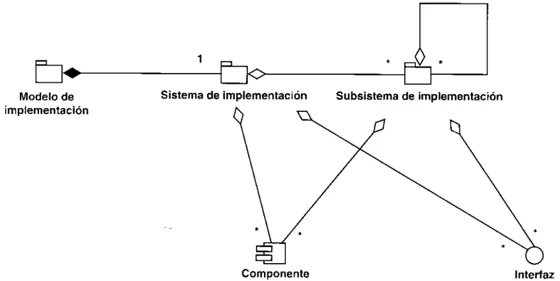 1
*
*
Modelo de
implementación
Sistema de implementación
Subsistema de implementación
*
*
*
*
Componente
Interfaz